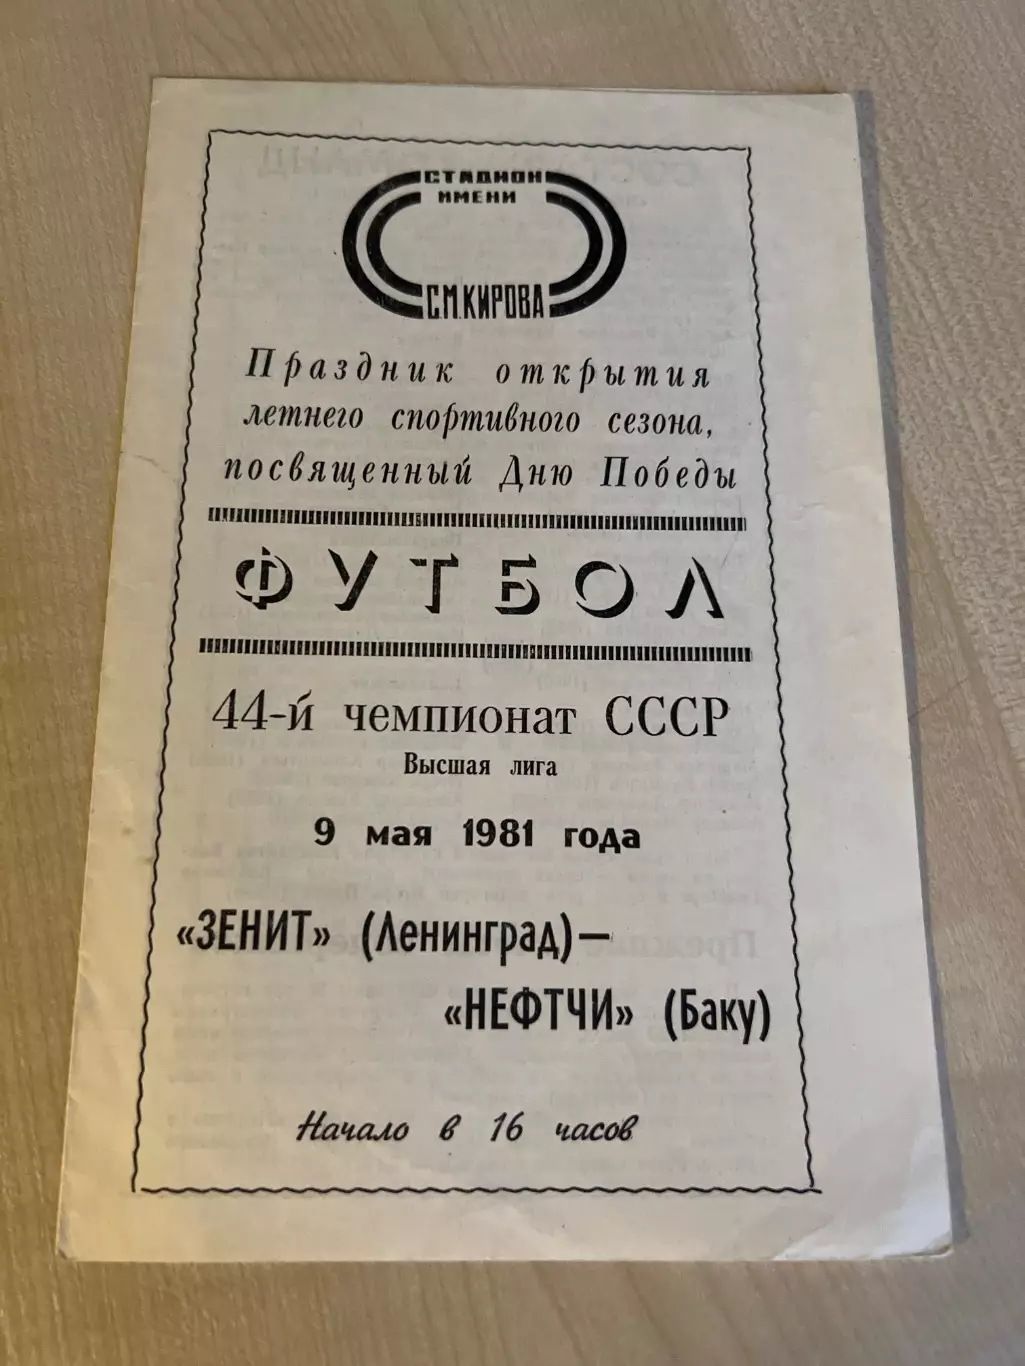 СТАДИОН
ИМЕНИ
С.М.КИРОВА
Праздник открытия
летнего спортивного сезона,
посвященный Дню Победы
ФУТБОЛ
44-й чемпионат СССР
Высшая лига
9 мая 1981 года
«ЗЕНИТ» (Ленинград)—
«НЕФТЧИ» (Баку)
Начало в 16 часов